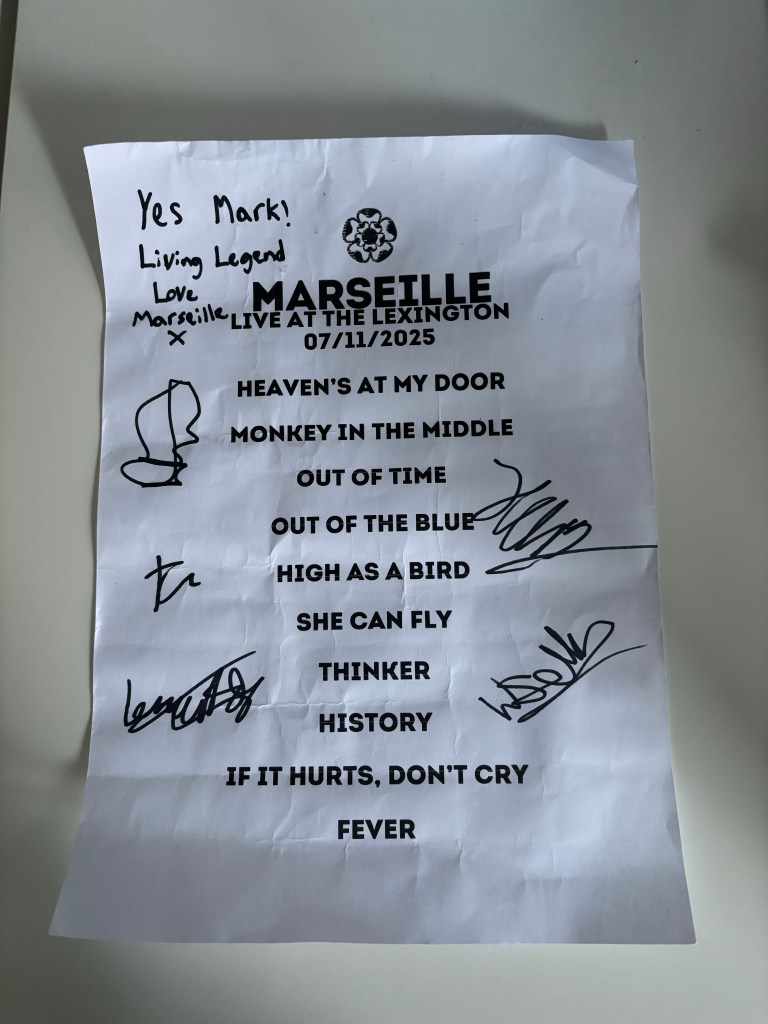 Yes Mark!
Living Legend
Love
Marseille
x
MARSEILLE
LIVE AT THE LEXINGTON
07/11/2025
HEAVEN'S AT MY DOOR
MONKEY IN THE MIDDLE
OUT OF TIME
OUT OF THE BLUE
HIGH AS A BIRD
SHE CAN FLY
THINKER
HISTORY
IF IT HURTS, DON'T CRY
FEVER